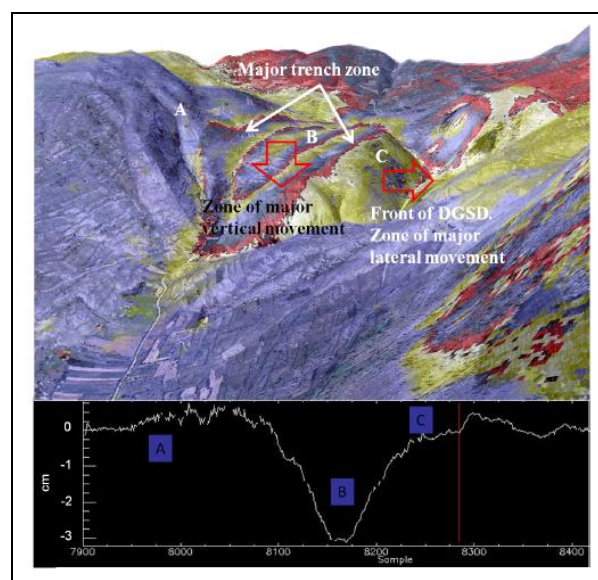 Major trench zone
A
B
C
Zone of major
vertical movement
Front of DGSD.
Zone of major
lateral movement
C
A
B
cm
0
-1
-2
-3
7900
8000
8100
8200
8300
8400
Sample